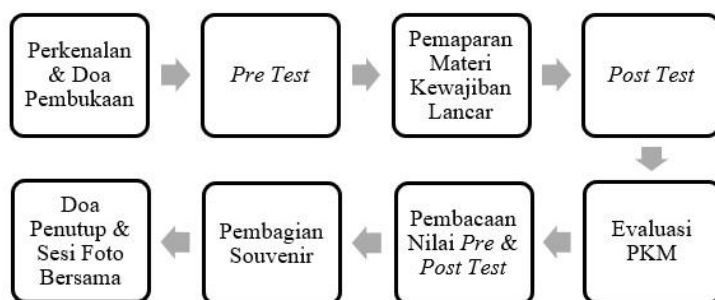 Perkenalan
& Doa
Pembukaan
Pre Test
Pemaparan
Materi
Kewajiban
Lancar
Post Test
Evaluasi
PKM
Pembacaan
Nilai Pre &
Post Test
Pembagian
Souvenir
Doa
Penutup &
Sesi Foto
Bersama